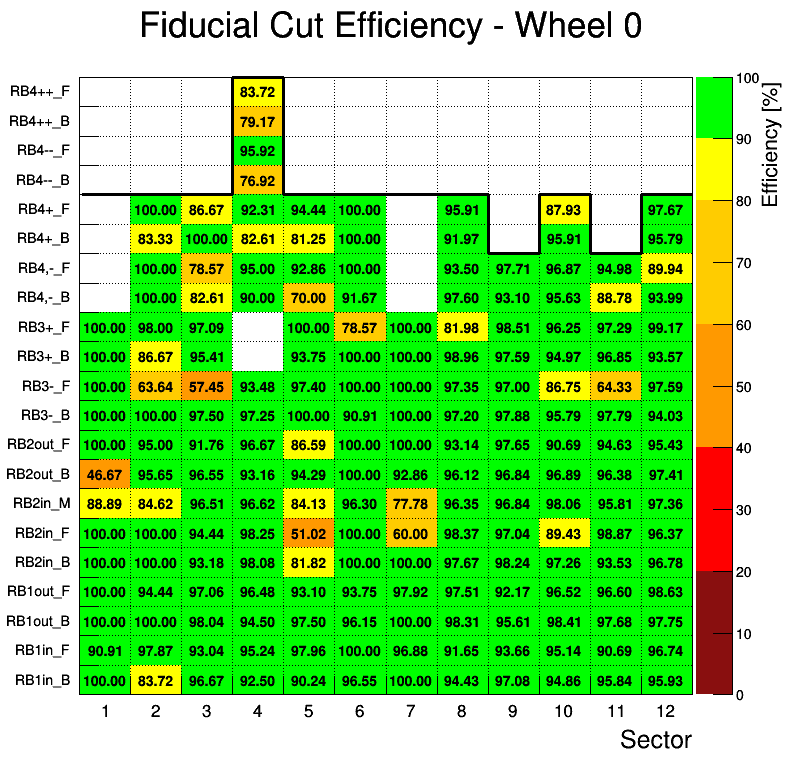 Fiducial Cut Efficiency - Wheel 0
RB4++_F 83.72
RB4++_B 79.17
RB4--_F 95.92
RB4--_B 76.92
RB4+_F 100.00 86.67 92.31 94.44 100.00 95.91 87.93 97.67
RB4+_B 83.33 100.00 82.61 81.25 100.00 91.97 95.91 95.79
RB4,-_F 100.00 78.57 95.00 92.86 100.00 93.50 97.71 96.87 94.98 89.94
RB4,-_B 100.00 82.61 90.00 70.00 91.67 97.60 93.10 95.63 88.78 93.99
RB3+_F 100.00 98.00 97.09 100.00 78.57 100.00 81.98 98.51 96.25 97.29 99.17
RB3+_B 100.00 86.67 95.41 93.75 100.00 100.00 98.96 97.59 94.97 96.85 93.57
RB3-_F 100.00 63.64 57.45 93.48 97.40 100.00 100.00 97.35 97.00 86.75 64.33 97.59
RB3-_B 100.00 100.00 97.50 97.25 100.00 90.91 100.00 97.20 97.88 95.79 97.79 94.03
RB2out_F 100.00 95.00 91.76 96.67 86.59 100.00 100.00 93.14 97.65 90.69 94.63 95.43
RB2out_B 46.67 95.65 96.55 93.16 94.29 100.00 92.86 96.12 96.84 96.89 96.38 97.41
RB2in_M 88.89 84.62 96.51 96.62 84.13 96.30 77.78 96.35 96.84 98.06 95.81 97.36
RB2in_F 100.00 100.00 94.44 98.25 51.02 100.00 60.00 98.37 97.04 89.43 98.87 96.37
RB2in_B 100.00 100.00 93.18 98.08 81.82 100.00 100.00 97.67 98.24 97.26 93.53 96.78
RB1out_F 100.00 94.44 97.06 96.48 93.10 93.75 97.92 97.51 92.17 96.52 96.60 98.63
RB1out_B 100.00 100.00 98.04 94.50 97.50 96.15 100.00 98.31 95.61 98.41 97.68 97.75
RB1in_F 90.91 97.87 93.04 95.24 97.96 100.00 96.88 91.65 93.66 95.14 90.69 96.74
RB1in_B 100.00 83.72 96.67 92.50 90.24 96.55 100.00 94.43 97.08 94.86 95.84 95.93
1 2 3 4 5 6 7 8 9 10 11 12
Sector
100
90
80
70
60
50
40
30
20
10
0
Efficiency [%]